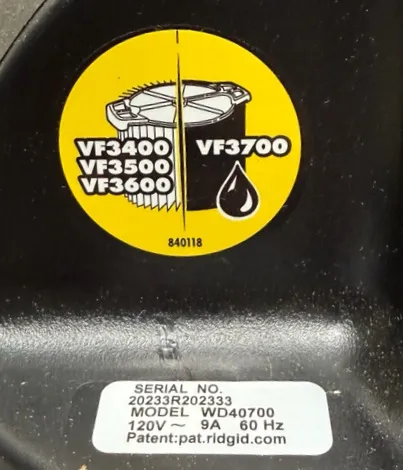 VF3400
VF3500
VF3600
VF3700
840118
SERIAL NO.
20233R202333
MODEL WD40700
120V ~ 9A 60 Hz
Patent:pat.ridgid.com